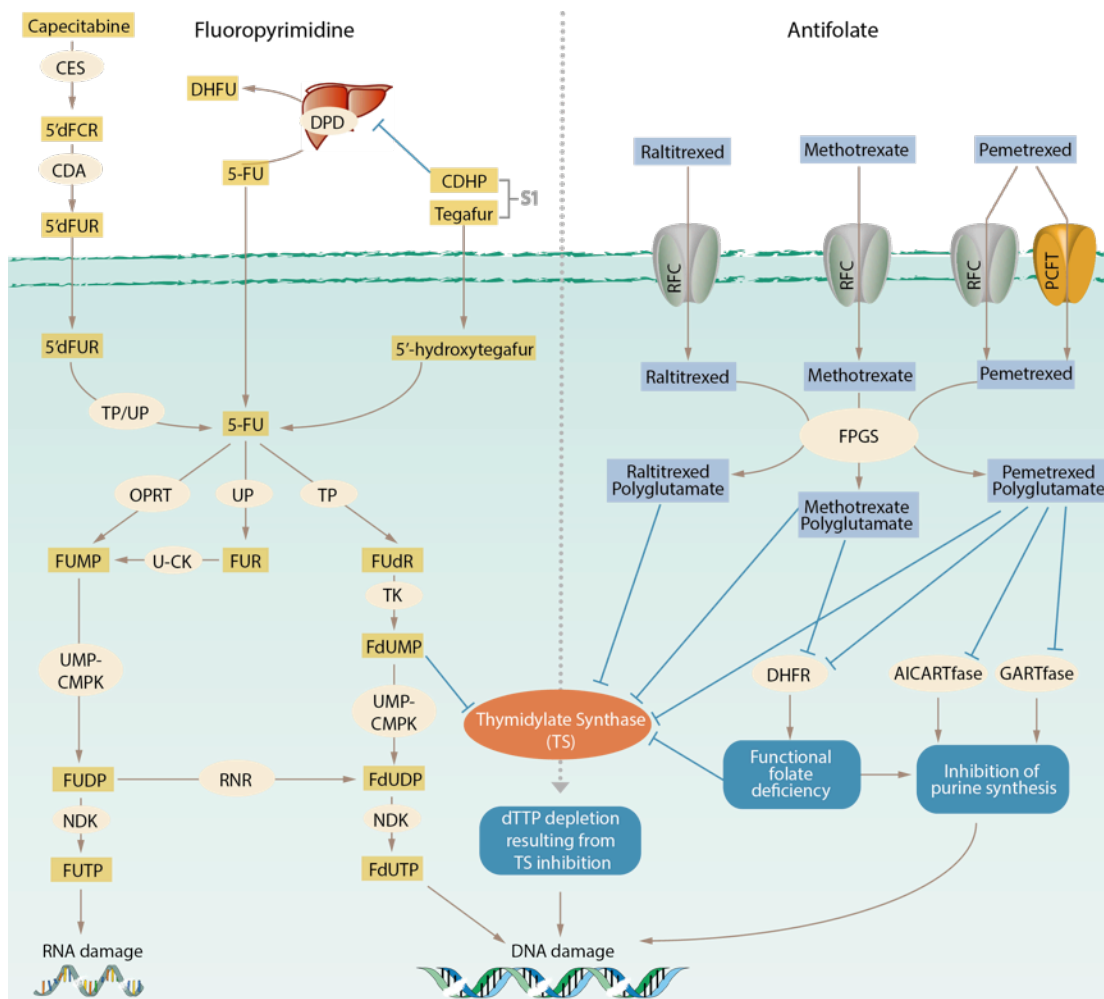 Capecitabine
Fluoropyrimidine
Antifolate
CES
DHFU
DPD
5'dFCR
CDA
5-FU
CDHP
S1
Tegafur
5'dFUR
Raltitrexed
Methotrexate
Pemetrexed
RFC
RFC
RFC
PCFT
5'dFUR
5'-hydroxytegafur
Raltitrexed
Methotrexate
Pemetrexed
TP/UP
5-FU
FPGS
OPRT
UP
TP
Raltitrexed
Polyglutamate
Methotrexate
Polyglutamate
Pemetrexed
Polyglutamate
FUMP
U-CK
FUR
FUdR
TK
FdUMP
UMP-
CMPK
UMP-
CMPK
DHFR
AICARTfase
GARTfase
Thymidylate Synthase
(TS)
FUDP
RNR
FdUDP
Functional
folate
deficiency
Inhibition of
purine synthesis
NDK
NDK
dTTP depletion
resulting from
TS inhibition
FUTP
FdUTP
RNA damage
DNA damage